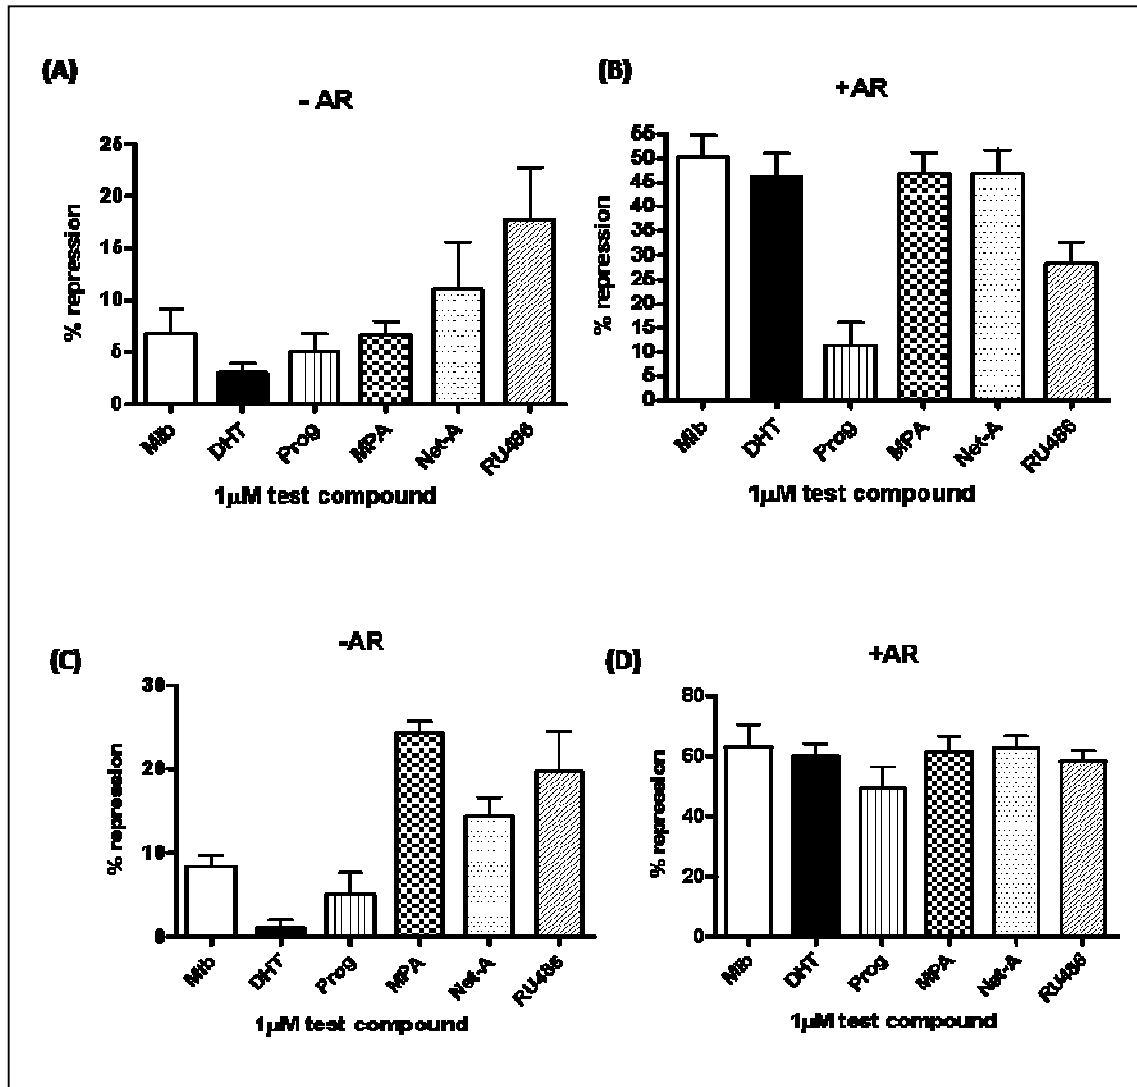 (A)
- AR
25
20
15
10
5
0
% repression
Mib DHT Prog MPA Net-A RU486
1µM test compound
(B)
+AR
55
50
45
40
35
30
25
20
15
10
5
0
% repression
Mib DHT Prog MPA Net-A RU486
1µM test compound
(C)
-AR
30
20
10
0
% repression
Mib DHT Prog MPA Net-A RU486
1µM test compound
(D)
+AR
80
60
40
20
0
% repression
Mib DHT Prog MPA Net-A RU486
1µM test compound